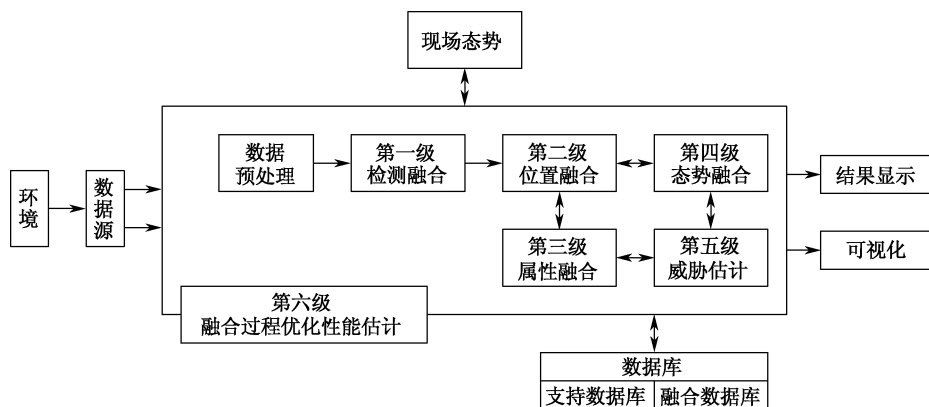 现场态势
数据
预处理
第一级
检测融合
第二级
位置融合
第四级
态势融合
环境
数据源
结果显示
第三级
属性融合
第五级
威胁估计
可视化
第六级
融合过程优化性能估计
数据库
支持数据库
融合数据库